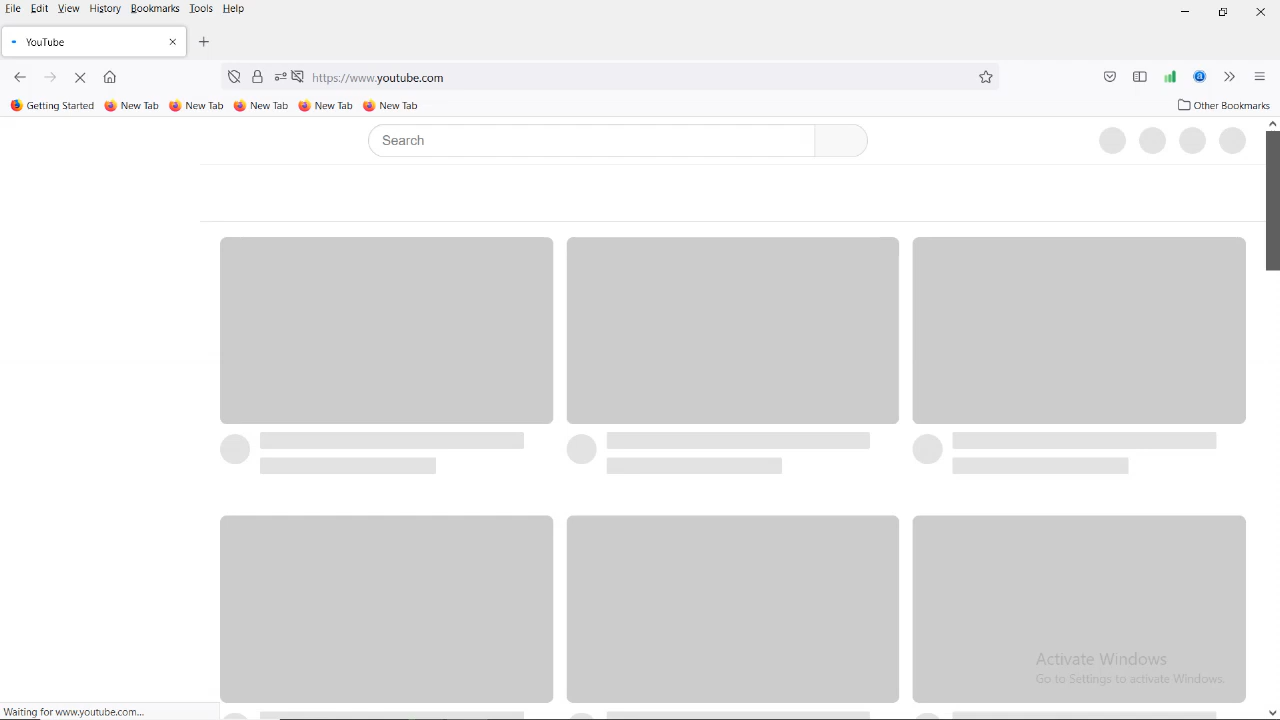 File Edit View History Bookmarks Tools Help
YouTube
https://www.youtube.com
Getting Started New Tab New Tab New Tab New Tab New Tab Other Bookmarks
Search
Activate Windows
Go to Settings to activate Windows.
Waiting for www.youtube.com...